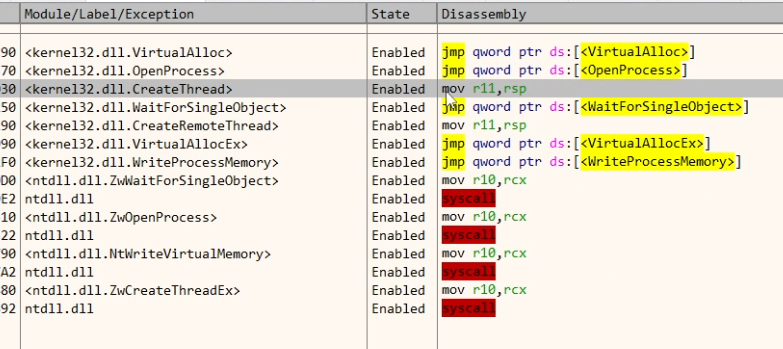 Module/Label/Exception State Disassembly
90 <kernel32.dll.VirtualAlloc> Enabled jmp qword ptr ds:[<VirtualAlloc>]
70 <kernel32.dll.OpenProcess> Enabled jmp qword ptr ds:[<OpenProcess>]
30 <kernel32.dll.CreateThread> Enabled mov r11,rsp
50 <kernel32.dll.WaitForSingleObject> Enabled jmp qword ptr ds:[<WaitForSingleObject>]
90 <kernel32.dll.CreateRemoteThread> Enabled mov r11,rsp
90 <kernel32.dll.VirtualAllocEx> Enabled jmp qword ptr ds:[<VirtualAllocEx>]
F0 <kernel32.dll.WriteProcessMemory> Enabled jmp qword ptr ds:[<WriteProcessMemory>]
D0 <ntdll.dll.ZwWaitForSingleObject> Enabled mov r10,rcx
E2 ntdll.dll Enabled syscall
10 <ntdll.dll.ZwOpenProcess> Enabled mov r10,rcx
22 ntdll.dll Enabled syscall
90 <ntdll.dll.NtWriteVirtualMemory> Enabled mov r10,rcx
A2 ntdll.dll Enabled syscall
80 <ntdll.dll.ZwCreateThreadEx> Enabled mov r10,rcx
92 ntdll.dll Enabled syscall